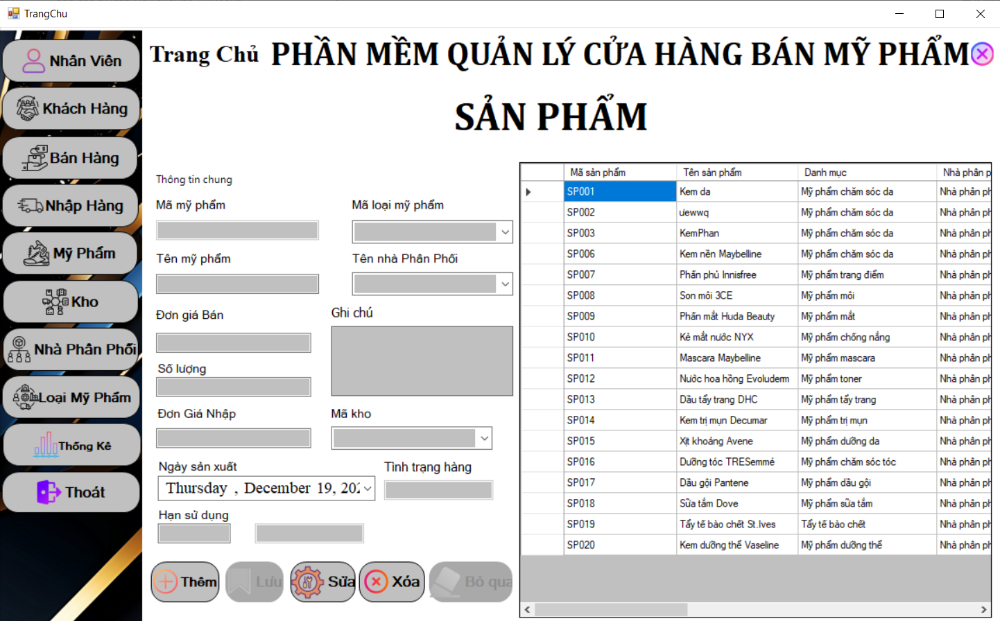 TrangChu
Trang Chủ PHẦN MỀM QUẢN LÝ CỬA HÀNG BÁN MỸ PHẨM
SẢN PHẨM
Nhân Viên
Khách Hàng
Bán Hàng
Nhập Hàng
Mỹ Phẩm
Kho
Nhà Phân Phối
Loại Mỹ Phẩm
Thống Kê
Thoát
Thông tin chung
Mã mỹ phẩm
Mã loại mỹ phẩm
Tên mỹ phẩm
Tên nhà Phân Phối
Đơn giá Bán
Ghi chú
Số lượng
Đơn Giá Nhập
Mã kho
Ngày sản xuất
Tình trạng hàng
Thursday , December 19, 202
Hạn sử dụng
Thêm
Lưu
Sửa
Xóa
Bỏ qua
Mã sản phẩm Tên sản phẩm Danh mục Nhà phân p
SP001 Kem da Mỹ phẩm chăm sóc da Nhà phân ph
SP002 ưewwq Mỹ phẩm chăm sóc da Nhà phân ph
SP003 KemPhan Mỹ phẩm chăm sóc da Nhà phân ph
SP006 Kem nền Maybelline Mỹ phẩm chăm sóc da Nhà phân ph
SP007 Phấn phủ Innisfree Mỹ phẩm trang điểm Nhà phân ph
SP008 Son môi 3CE Mỹ phẩm môi Nhà phân ph
SP009 Phấn mắt Huda Beauty Mỹ phẩm mắt Nhà phân ph
SP010 Kẻ mắt nước NYX Mỹ phẩm chống nắng Nhà phân ph
SP011 Mascara Maybelline Mỹ phẩm mascara Nhà phân ph
SP012 Nước hoa hồng Evoluderm Mỹ phẩm toner Nhà phân ph
SP013 Dầu tẩy trang DHC Mỹ phẩm tẩy trang Nhà phân ph
SP014 Kem trị mụn Decumar Mỹ phẩm trị mụn Nhà phân ph
SP015 Xịt khoáng Avene Mỹ phẩm dưỡng da Nhà phân ph
SP016 Dưỡng tóc TRESemmé Mỹ phẩm chăm sóc tóc Nhà phân ph
SP017 Dầu gội Pantene Mỹ phẩm dầu gội Nhà phân ph
SP018 Sữa tắm Dove Mỹ phẩm sữa tắm Nhà phân ph
SP019 Tẩy tế bào chết St.Ives Tẩy tế bào chết Nhà phân ph
SP020 Kem dưỡng thể Vaseline Mỹ phẩm dưỡng thể Nhà phân ph